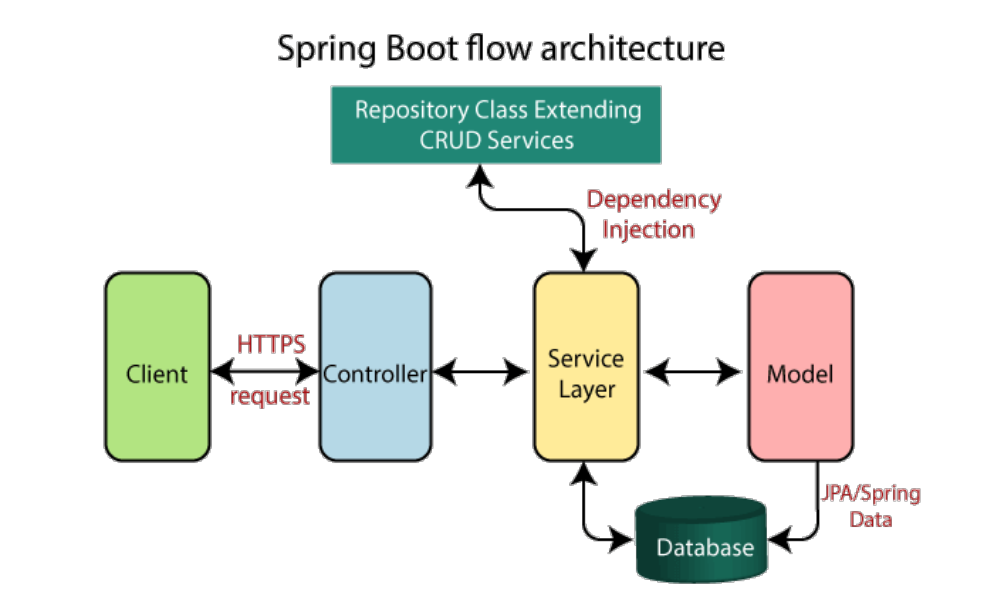 Spring Boot flow architecture
Repository Class Extending
CRUD Services
Dependency
Injection
Client
HTTPS
request
Controller
Service
Layer
Model
JPA/Spring
Data
Database